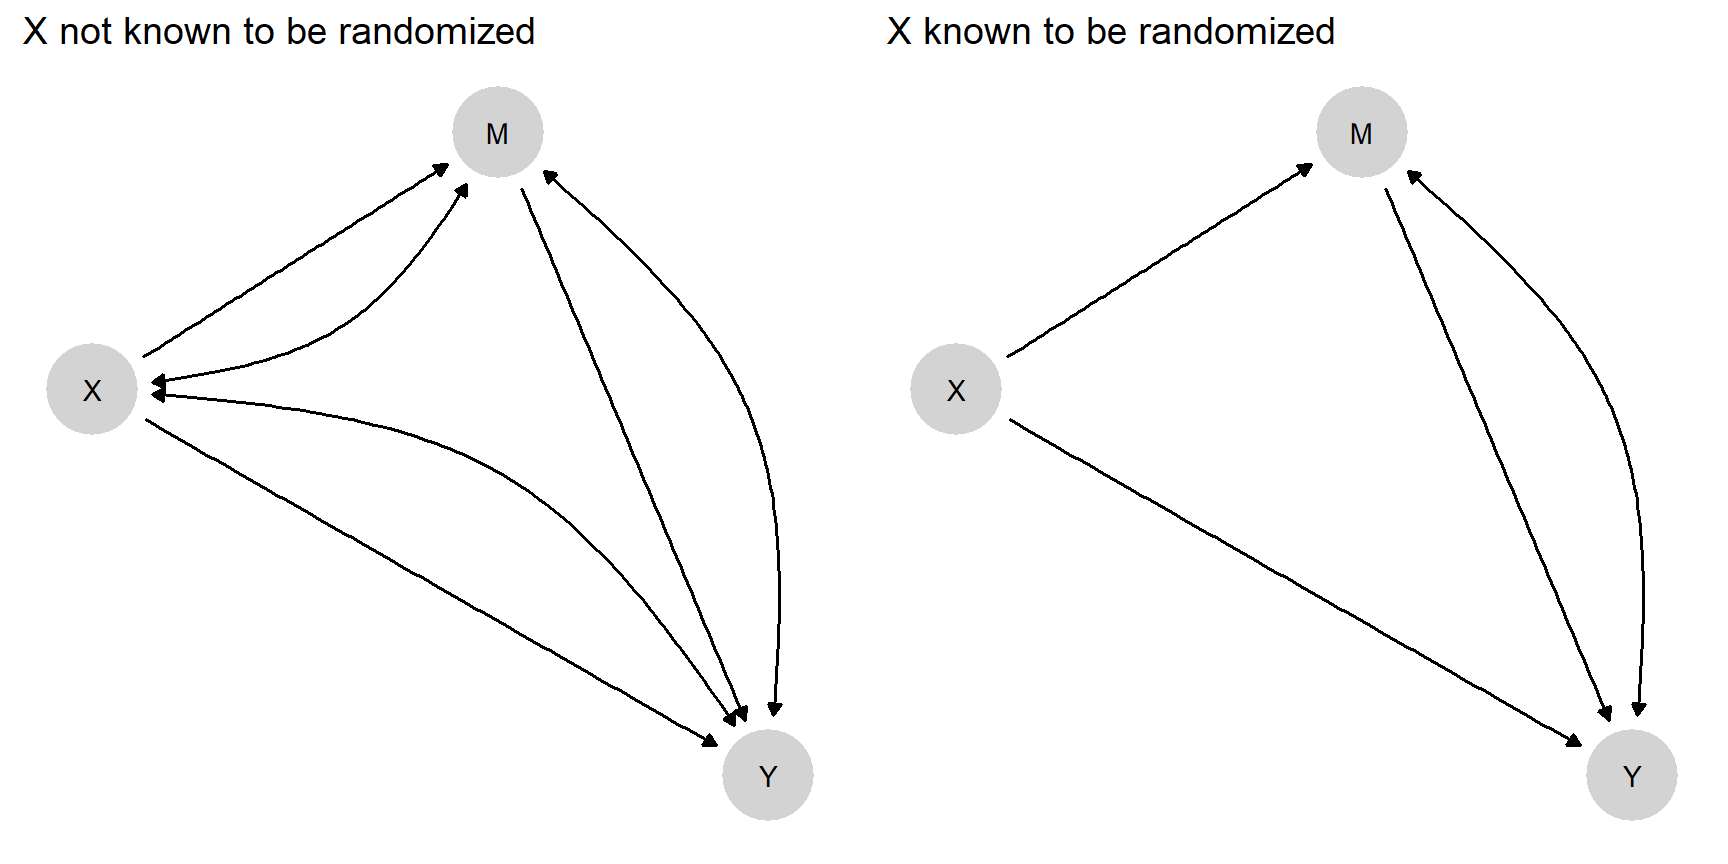 X not known to be randomized
M
X
Y
X known to be randomized
M
X
Y